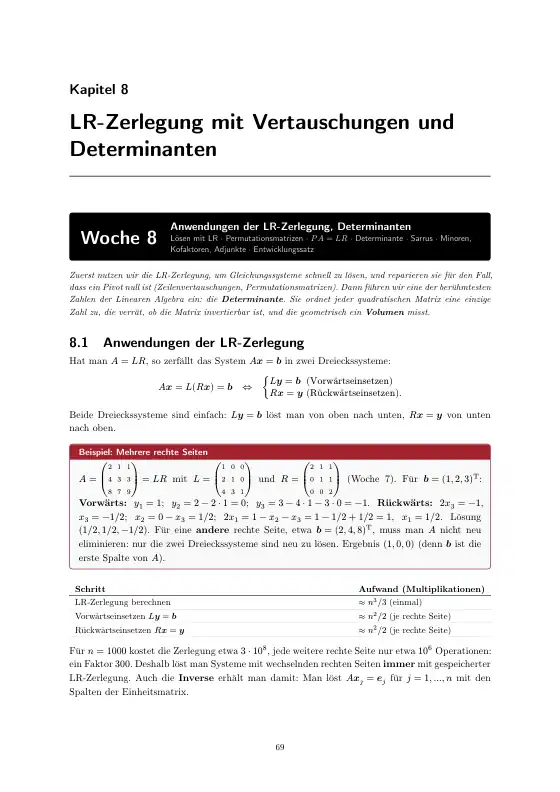 Kapitel 8
LR-Zerlegung mit Vertauschungen und
Determinanten
Woche 8
Anwendungen der LR-Zerlegung, Determinanten
Lösen mit LR · Permutationsmatrizen · PA = LR · Determinante · Sarrus · Minoren,
Kofaktoren, Adjunkte · Entwicklungssatz
Zuerst nutzen wir die LR-Zerlegung, um Gleichungssysteme schnell zu lösen, und reparieren sie für den Fall,
dass ein Pivot null ist (Zeilenvertauschungen, Permutationsmatrizen). Dann führen wir eine der berühmtesten
Zahlen der Linearen Algebra ein: die Determinante. Sie ordnet jeder quadratischen Matrix eine einzige
Zahl zu, die verrät, ob die Matrix invertierbar ist, und die geometrisch ein Volumen misst.
8.1 Anwendungen der LR-Zerlegung
Hat man A = LR, so zerfällt das System Ax = b in zwei Dreieckssysteme:
Ax = L(Rx) = b ⇔ { Ly = b (Vorwärtseinsetzen)
Rx = y (Rückwärtseinsetzen).
Beide Dreieckssysteme sind einfach: Ly = b löst man von oben nach unten, Rx = y von unten
nach oben.
Beispiel: Mehrere rechte Seiten
A = (2 1 1; 4 3 3; 8 7 9) = LR mit L = (1 0 0; 2 1 0; 4 3 1) und R = (2 1 1; 0 1 1; 0 0 2) (Woche 7). Für b = (1, 2, 3)ᵀ:
Vorwärts: y₁ = 1; y₂ = 2 − 2 · 1 = 0; y₃ = 3 − 4 · 1 − 3 · 0 = −1. Rückwärts: 2x₃ = −1,
x₃ = −1/2; x₂ = 0 − x₃ = 1/2; 2x₁ = 1 − x₂ − x₃ = 1 − 1/2 + 1/2 = 1, x₁ = 1/2. Lösung
(1/2, 1/2, −1/2). Für eine andere rechte Seite, etwa b = (2, 4, 8)ᵀ, muss man A nicht neu
eliminieren: nur die zwei Dreieckssysteme sind neu zu lösen. Ergebnis (1, 0, 0) (denn b ist die
erste Spalte von A).
Schritt Aufwand (Multiplikationen)
LR-Zerlegung berechnen ≈ n³/3 (einmal)
Vorwärtseinsetzen Ly = b ≈ n²/2 (je rechte Seite)
Rückwärtseinsetzen Rx = y ≈ n²/2 (je rechte Seite)
Für n = 1000 kostet die Zerlegung etwa 3 · 10⁸, jede weitere rechte Seite nur etwa 10⁶ Operationen:
ein Faktor 300. Deshalb löst man Systeme mit wechselnden rechten Seiten immer mit gespeicherter
LR-Zerlegung. Auch die Inverse erhält man damit: Man löst Axⱼ = eⱼ für j = 1, ..., n mit den
Spalten der Einheitsmatrix.
69